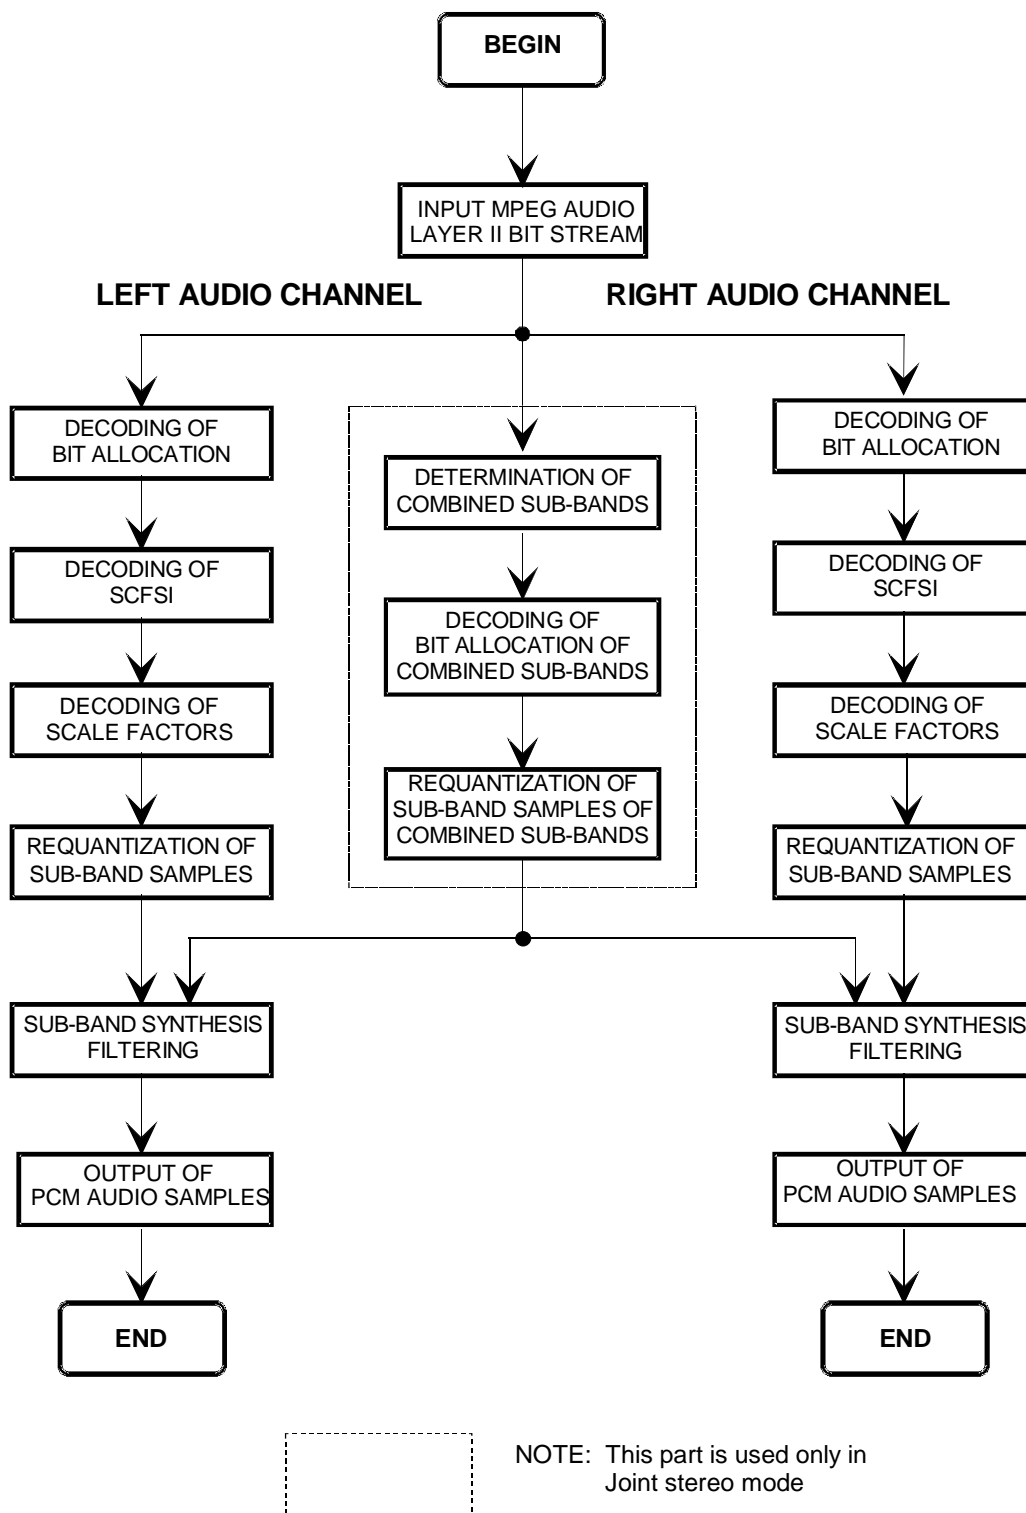 BEGIN
INPUT MPEG AUDIO
LAYER II BIT STREAM
LEFT AUDIO CHANNEL
RIGHT AUDIO CHANNEL
DECODING OF
BIT ALLOCATION
DECODING OF
SCFSI
DECODING OF
SCALE FACTORS
REQUANTIZATION OF
SUB-BAND SAMPLES
DETERMINATION OF
COMBINED SUB-BANDS
DECODING OF
BIT ALLOCATION OF
COMBINED SUB-BANDS
REQUANTIZATION OF
SUB-BAND SAMPLES OF
COMBINED SUB-BANDS
DECODING OF
BIT ALLOCATION
DECODING OF
SCFSI
DECODING OF
SCALE FACTORS
REQUANTIZATION OF
SUB-BAND SAMPLES
SUB-BAND SYNTHESIS
FILTERING
OUTPUT OF
PCM AUDIO SAMPLES
END
SUB-BAND SYNTHESIS
FILTERING
OUTPUT OF
PCM AUDIO SAMPLES
END
NOTE: This part is used only in
Joint stereo mode